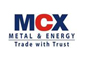 MCX
METAL & ENERGY
Trade with Trust